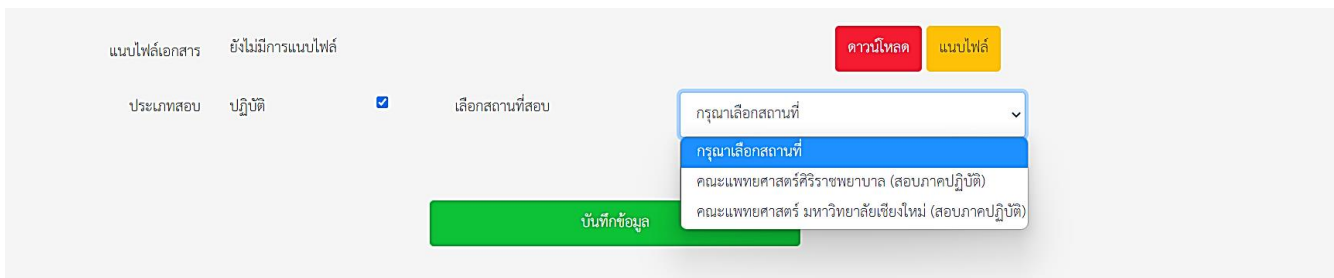 แนบไฟล์เอกสาร ยังไม่มีการแนบไฟล์ ดาวน์โหลด แนบไฟล์
ประเภทสอบ ปฏิบัติ เลือกสถานที่สอบ กรุณาเลือกสถานที่
กรุณาเลือกสถานที่
คณะแพทยศาสตร์ศิริราชพยาบาล (สอบภาคปฏิบัติ)
คณะแพทยศาสตร์ มหาวิทยาลัยเชียงใหม่ (สอบภาคปฏิบัติ)
บันทึกข้อมูล